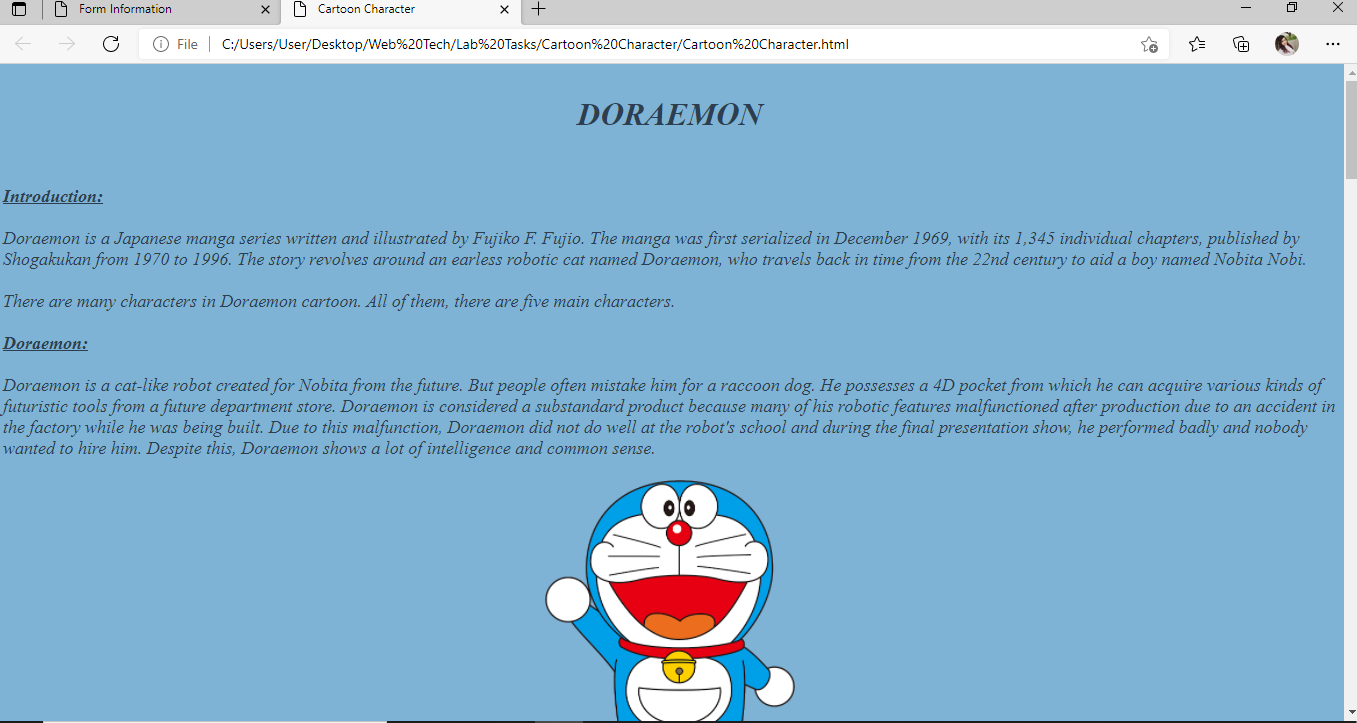 Form Information
Cartoon Character
File
C:/Users/User/Desktop/Web%20Tech/Lab%20Tasks/Cartoon%20Character/Cartoon%20Character.html
DORAEMON
Introduction:
Doraemon is a Japanese manga series written and illustrated by Fujiko F. Fujio. The manga was first serialized in December 1969, with its 1,345 individual chapters, published by
Shogakukan from 1970 to 1996. The story revolves around an earless robotic cat named Doraemon, who travels back in time from the 22nd century to aid a boy named Nobita Nobi.
There are many characters in Doraemon cartoon. All of them, there are five main characters.
Doraemon:
Doraemon is a cat-like robot created for Nobita from the future. But people often mistake him for a raccoon dog. He possesses a 4D pocket from which he can acquire various kinds of
futuristic tools from a future department store. Doraemon is considered a substandard product because many of his robotic features malfunctioned after production due to an accident in
the factory while he was being built. Due to this malfunction, Doraemon did not do well at the robot's school and during the final presentation show, he performed badly and nobody
wanted to hire him. Despite this, Doraemon shows a lot of intelligence and common sense.